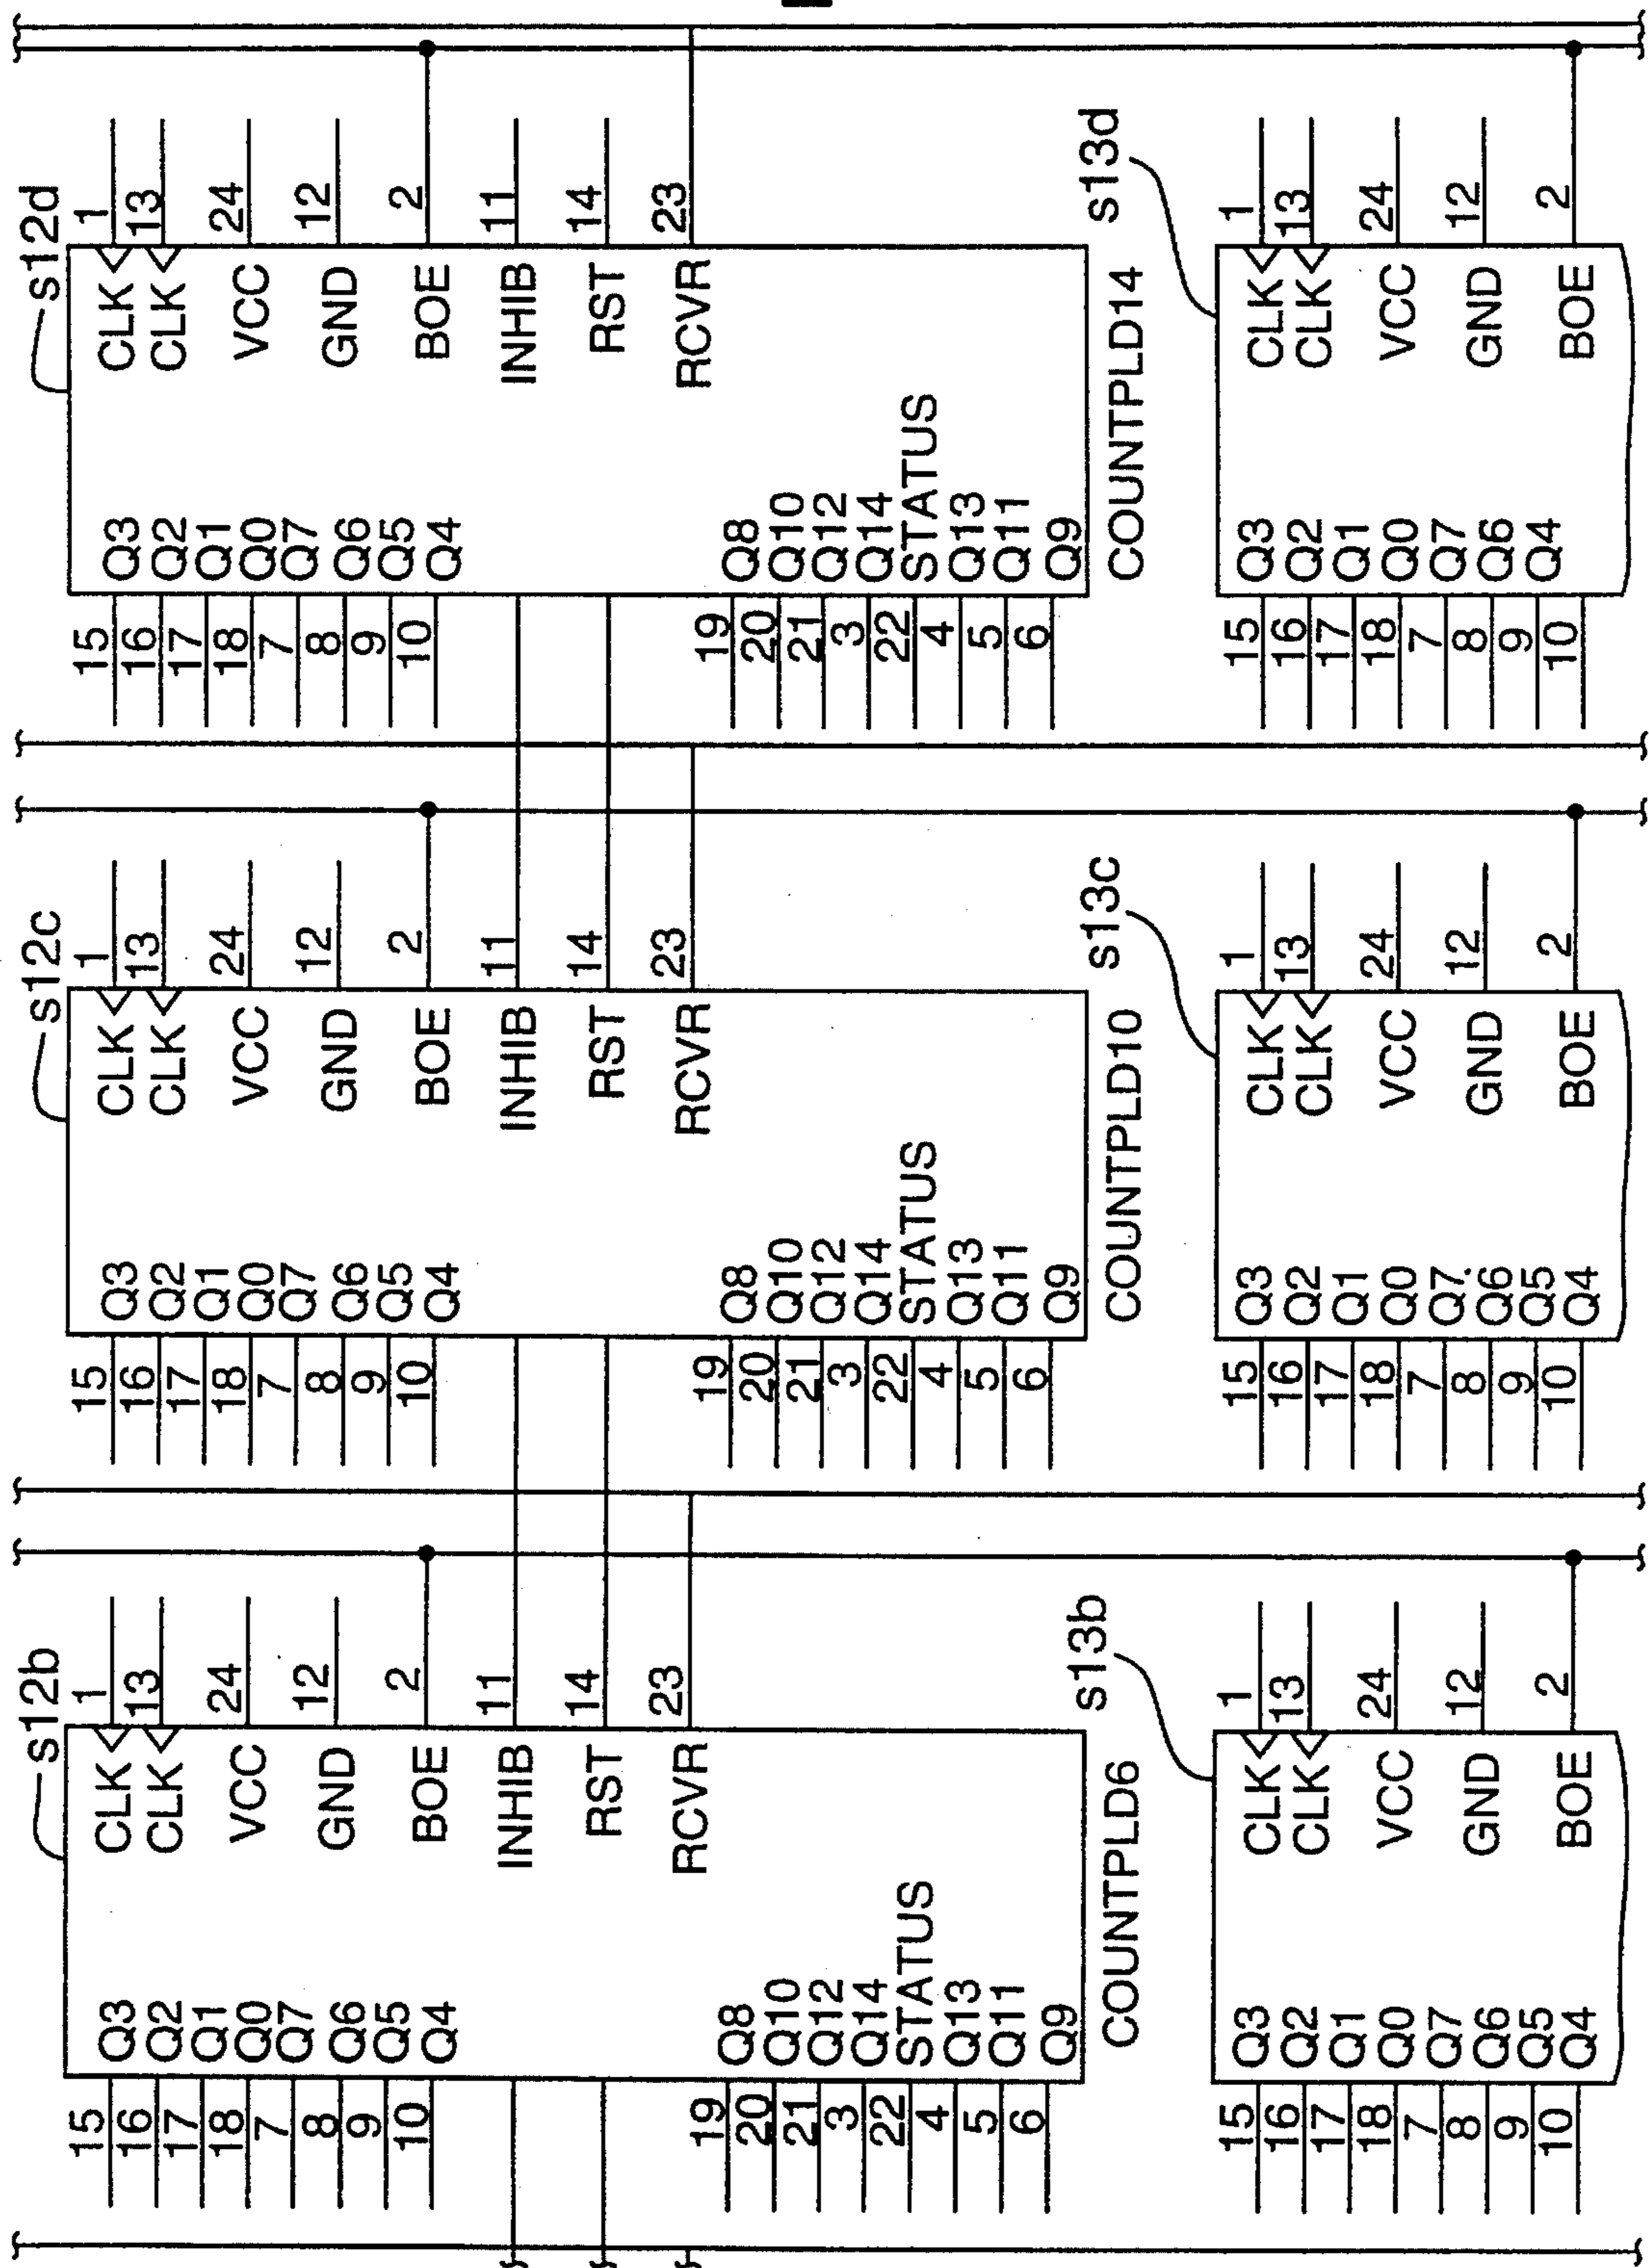 s12b
15 Q3 CLK 1
16 Q2 CLK 13
17 Q1
18 Q0 VCC 24
7 Q7
8 Q6 GND 12
9 Q5
10 Q4 BOE 2
INHIB 11
RST 14
RCVR 23
19 Q8
20 Q10
21 Q12
3 Q14
22 STATUS
4 Q13
5 Q11
6 Q9
COUNTPLD6
s12c
15 Q3 CLK 1
16 Q2 CLK 13
17 Q1
18 Q0 VCC 24
7 Q7
8 Q6 GND 12
9 Q5
10 Q4 BOE 2
INHIB 11
RST 14
RCVR 23
19 Q8
20 Q10
21 Q12
3 Q14
22 STATUS
4 Q13
5 Q11
6 Q9
COUNTPLD10
s12d
15 Q3 CLK 1
16 Q2 CLK 13
17 Q1
18 Q0 VCC 24
7 Q7
8 Q6 GND 12
9 Q5
10 Q4 BOE 2
INHIB 11
RST 14
RCVR 23
19 Q8
20 Q10
21 Q12
3 Q14
22 STATUS
4 Q13
5 Q11
6 Q9
COUNTPLD14
s13b
15 Q3 CLK 1
16 Q2 CLK 13
17 Q1
18 Q0 VCC 24
7 Q7
8 Q6 GND 12
9 Q5
10 Q4 BOE 2
s13c
15 Q3 CLK 1
16 Q2 CLK 13
17 Q1
18 Q0 VCC 24
7 Q7
8 Q6 GND 12
9 Q5
10 Q4 BOE 2
s13d
15 Q3 CLK 1
16 Q2 CLK 13
17 Q1
18 Q0 VCC 24
7 Q7
8 Q6 GND 12
9 Q4
10 BOE 2